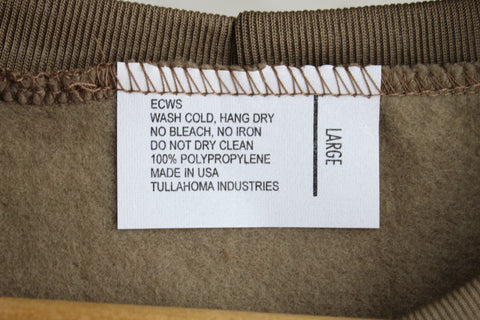 ECWS
WASH COLD, HANG DRY
NO BLEACH, NO IRON
DO NOT DRY CLEAN
100% POLYPROPYLENE
MADE IN USA
TULLAHOMA INDUSTRIES
LARGE